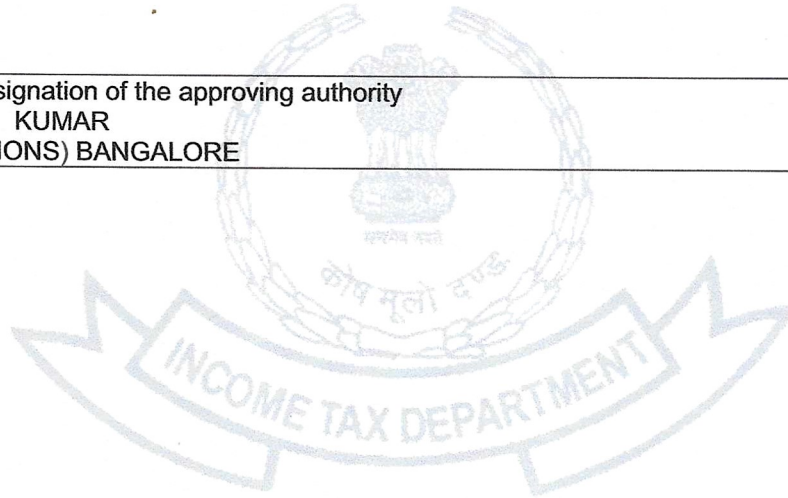 signation of the approving authority
KUMAR
IONS) BANGALORE
सत्यमेव जयते
कोष मूलो दण्डः
INCOME TAX DEPARTMENT